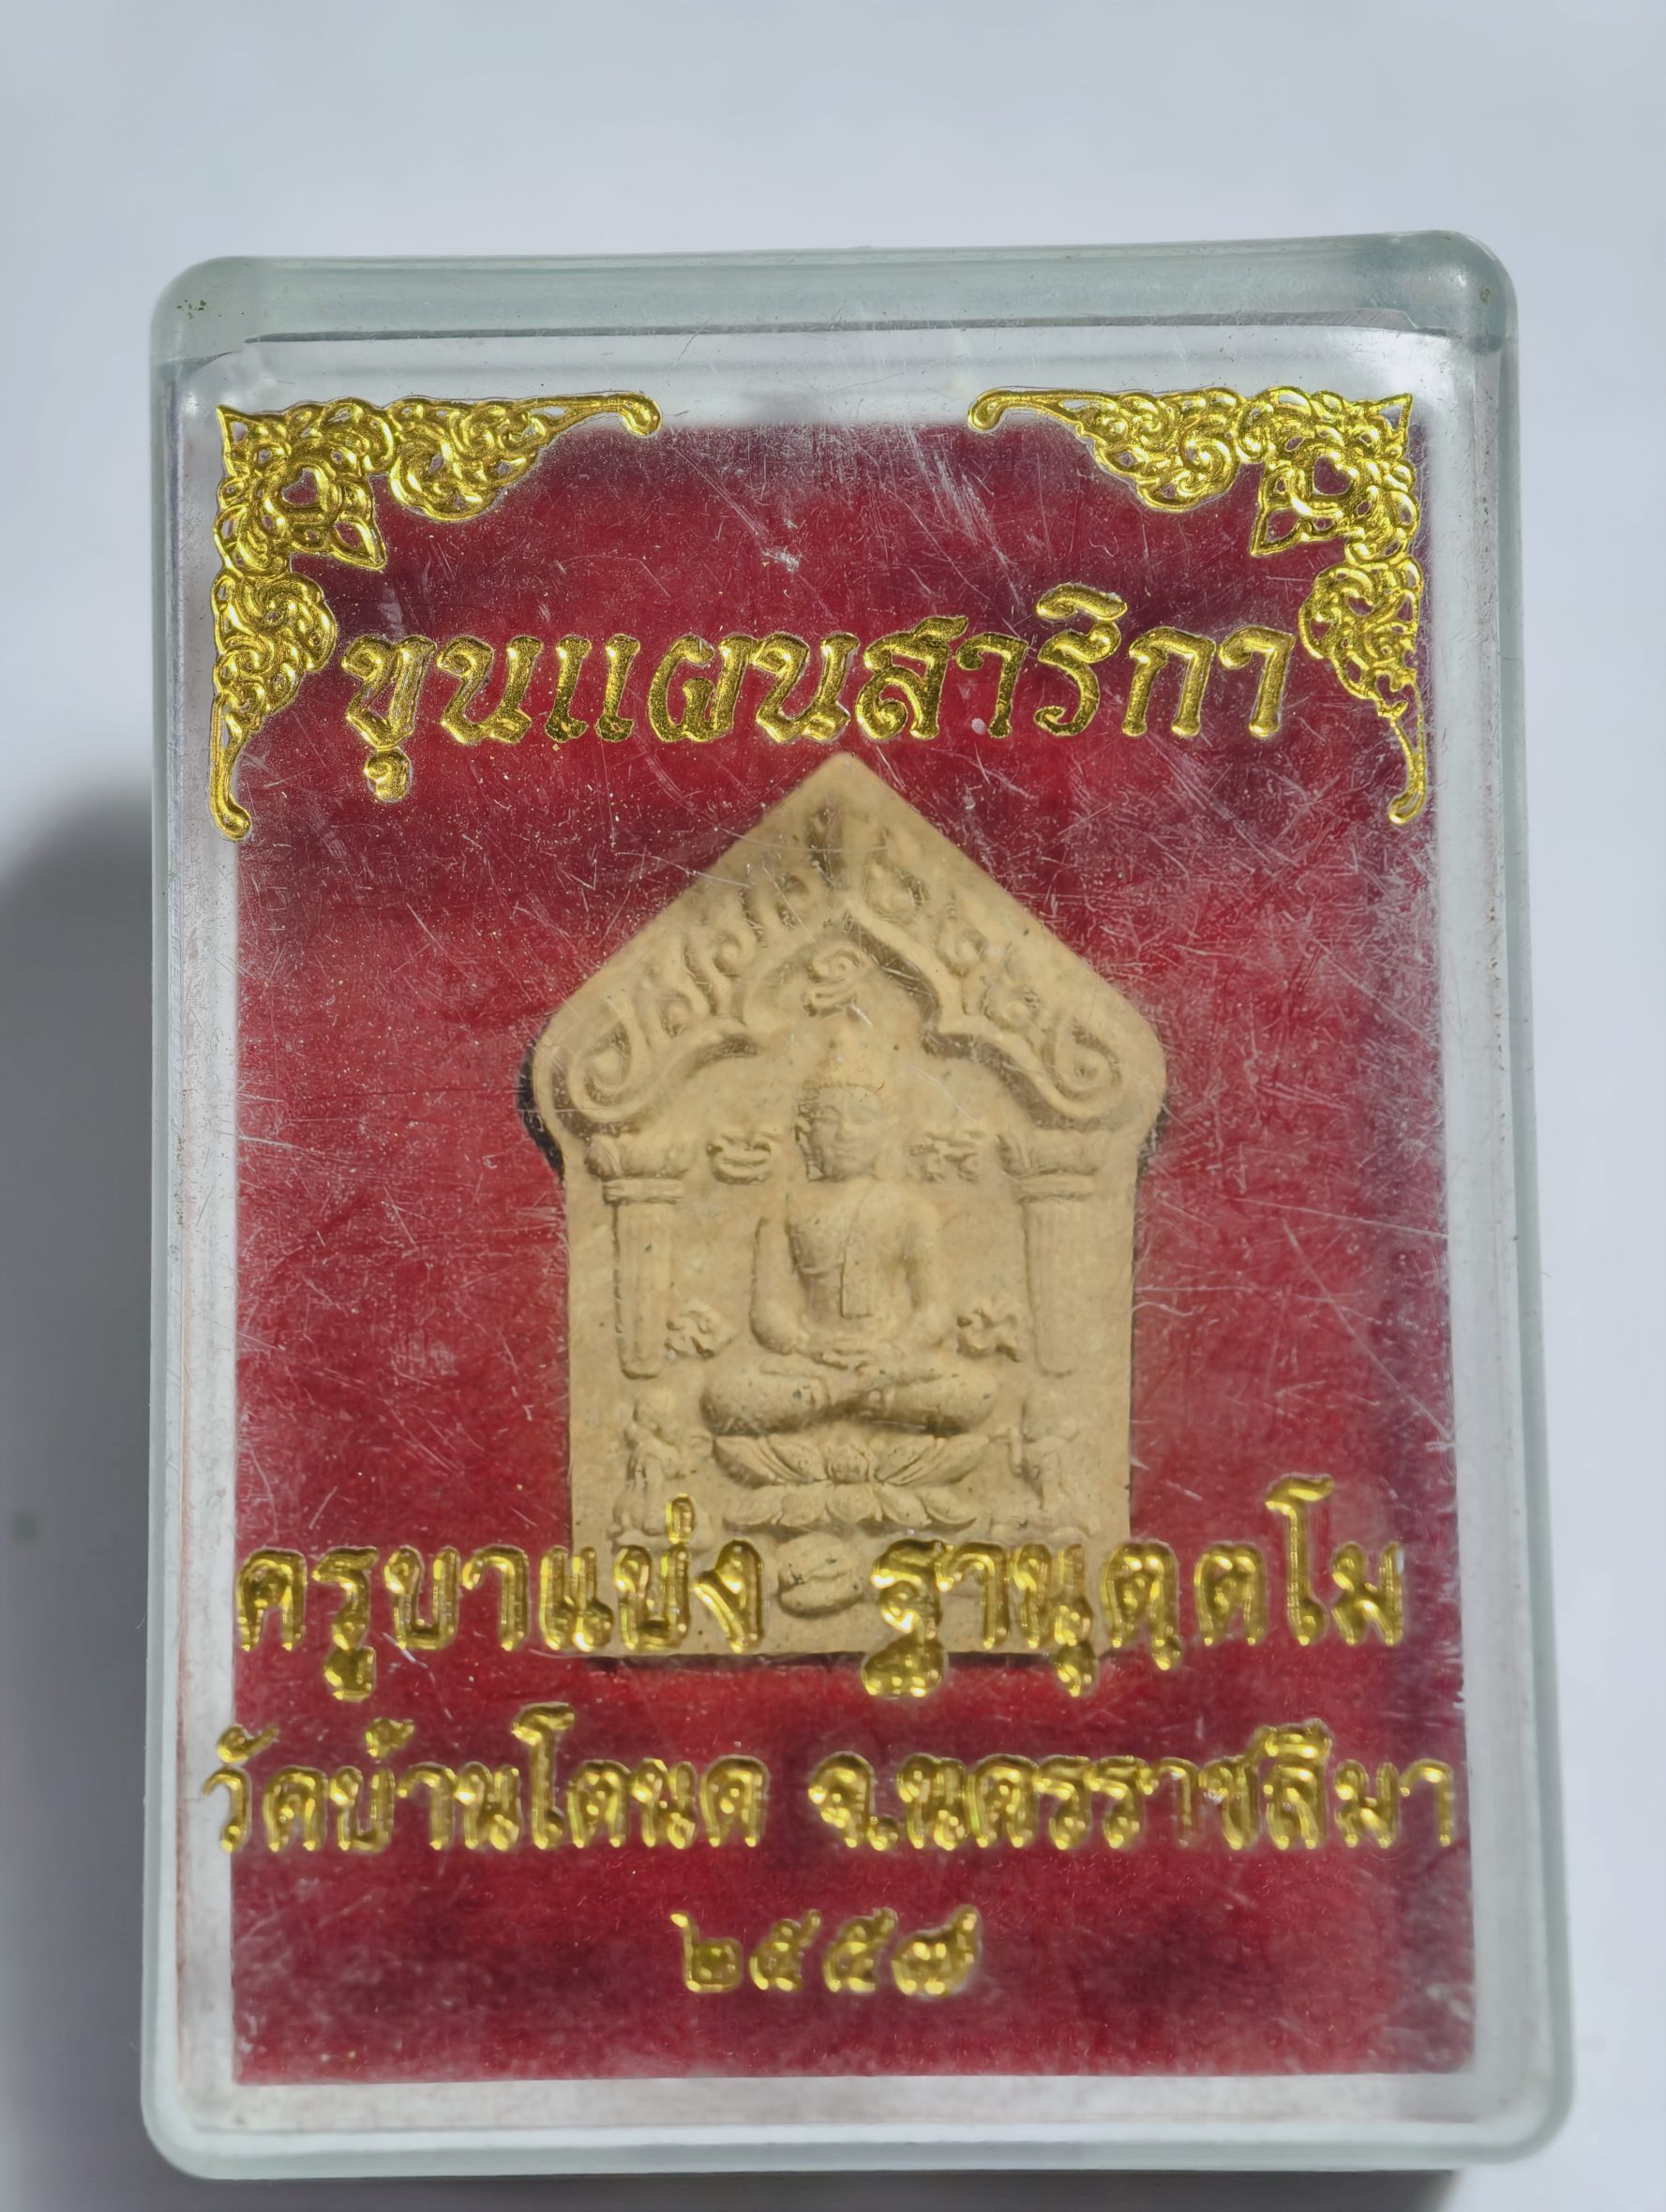 ขุนแผนสาริกา
ครูบาแบ่ง ฐานุตฺตโม
วัดบ้านโตนด จ.นครราชสีมา
๒๕๕๗